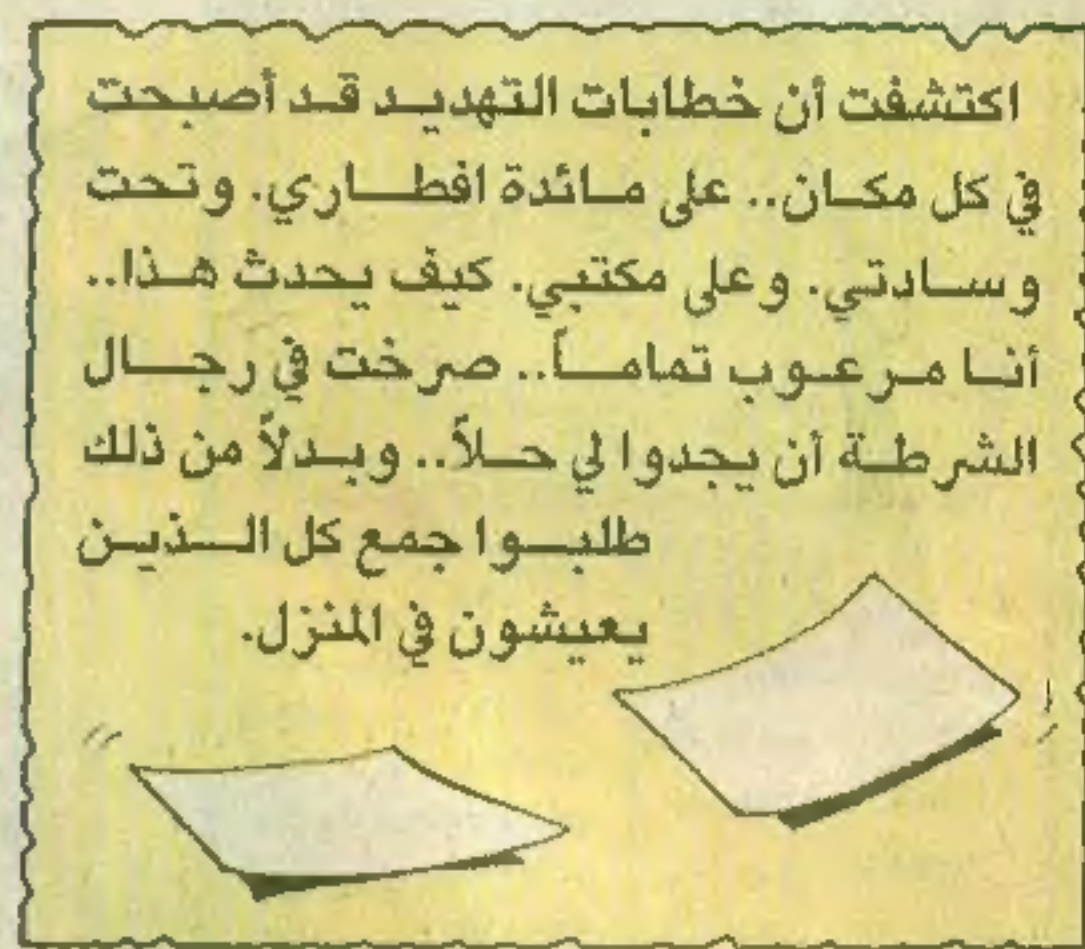 اكتشفت أن خطابات التهديد قد أصبحت
في كل مكان.. على مائدة افطاري. وتحت
وسادتي. وعلى مكتبي. كيف يحدث هذا..
أنا مرعوب تماماً.. صرخت في رجال
الشرطة أن يجدوا لي حلاً.. وبدلاً من ذلك
طلبوا جمع كل الذين
يعيشون في المنزل.